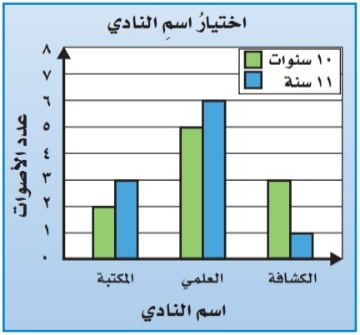 اختيارُ اسمِ النادي
١٠ سنوات
١١ سنة
عدد الأصوات
٨
٧
٦
٥
٤
٣
٢
١
٠
المكتبة العلمي الكشافة
اسم النادي